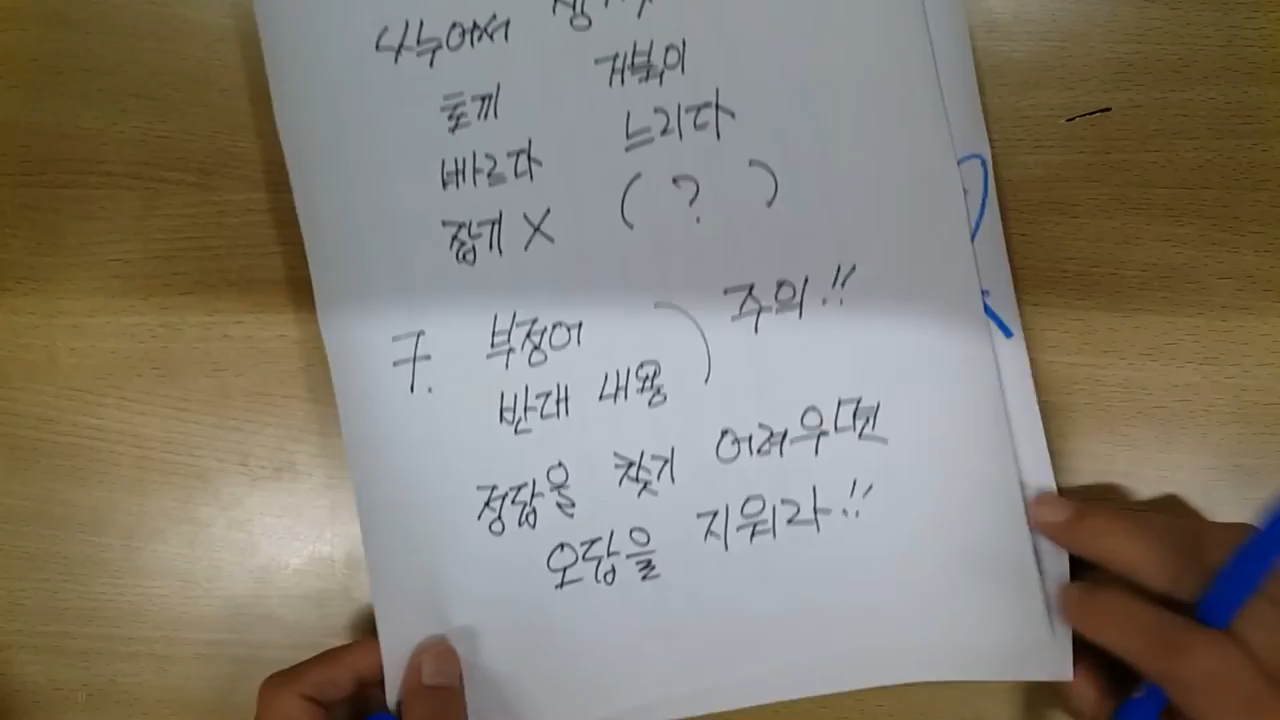 나누어서
토끼 거북이
빠르다 느리다
잡기 X ( ? )
7. 부정어 주의!!
반대 내용
정답을 찾기 어려우면
오답을 지워라!!